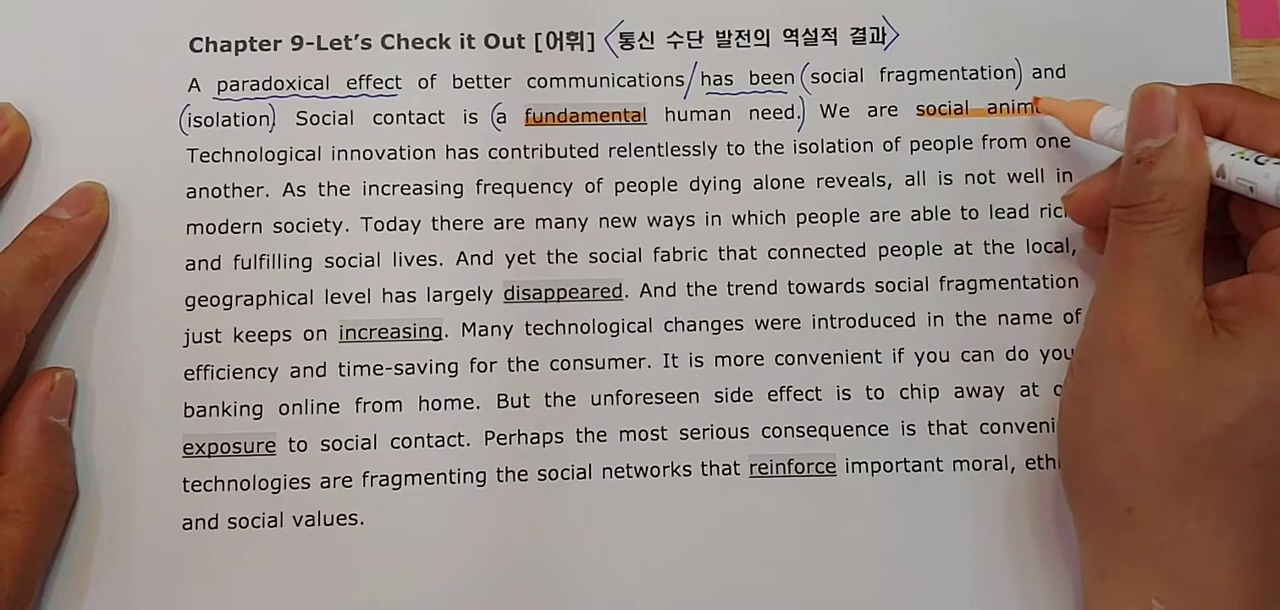 Chapter 9-Let's Check it Out [어휘] <통신 수단 발전의 역설적 결과>
A paradoxical effect of better communications/has been (social fragmentation) and
(isolation). Social contact is (a fundamental human need.) We are social
Technological innovation has contributed relentlessly to the isolation of people from one
another. As the increasing frequency of people dying alone reveals, all is not well in
modern society. Today there are many new ways in which people are able to lead
and fulfilling social lives. And yet the social fabric that connected people at the local,
geographical level has largely disappeared. And the trend towards social fragmentation
just keeps on increasing. Many technological changes were introduced in the name of
efficiency and time-saving for the consumer. It is more convenient if you can do
banking online from home. But the unforeseen side effect is to chip away at
exposure to social contact. Perhaps the most serious consequence is that
technologies are fragmenting the social networks that reinforce important moral,
and social values.